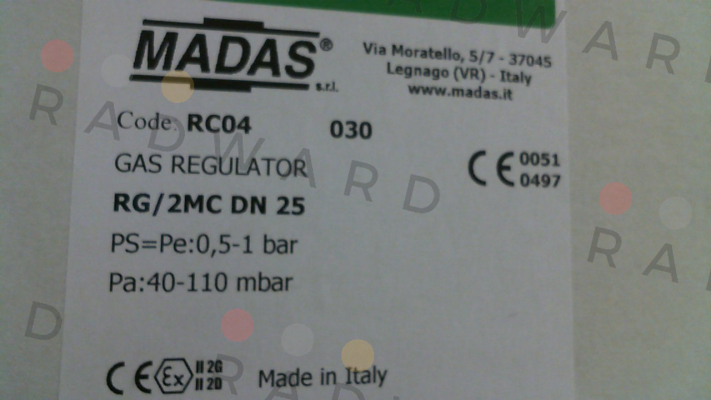 MADAS®
s.r.l.
Via Moratello, 5/7 - 37045
Legnago (VR) - Italy
www.madas.it
Code: RC04 030
GAS REGULATOR
CE 0051
0497
RG/2MC DN 25
PS=Pe:0,5-1 bar
Pa:40-110 mbar
CE Ex II 2G
II 2D
Made in Italy
RADWARD
RADWARD